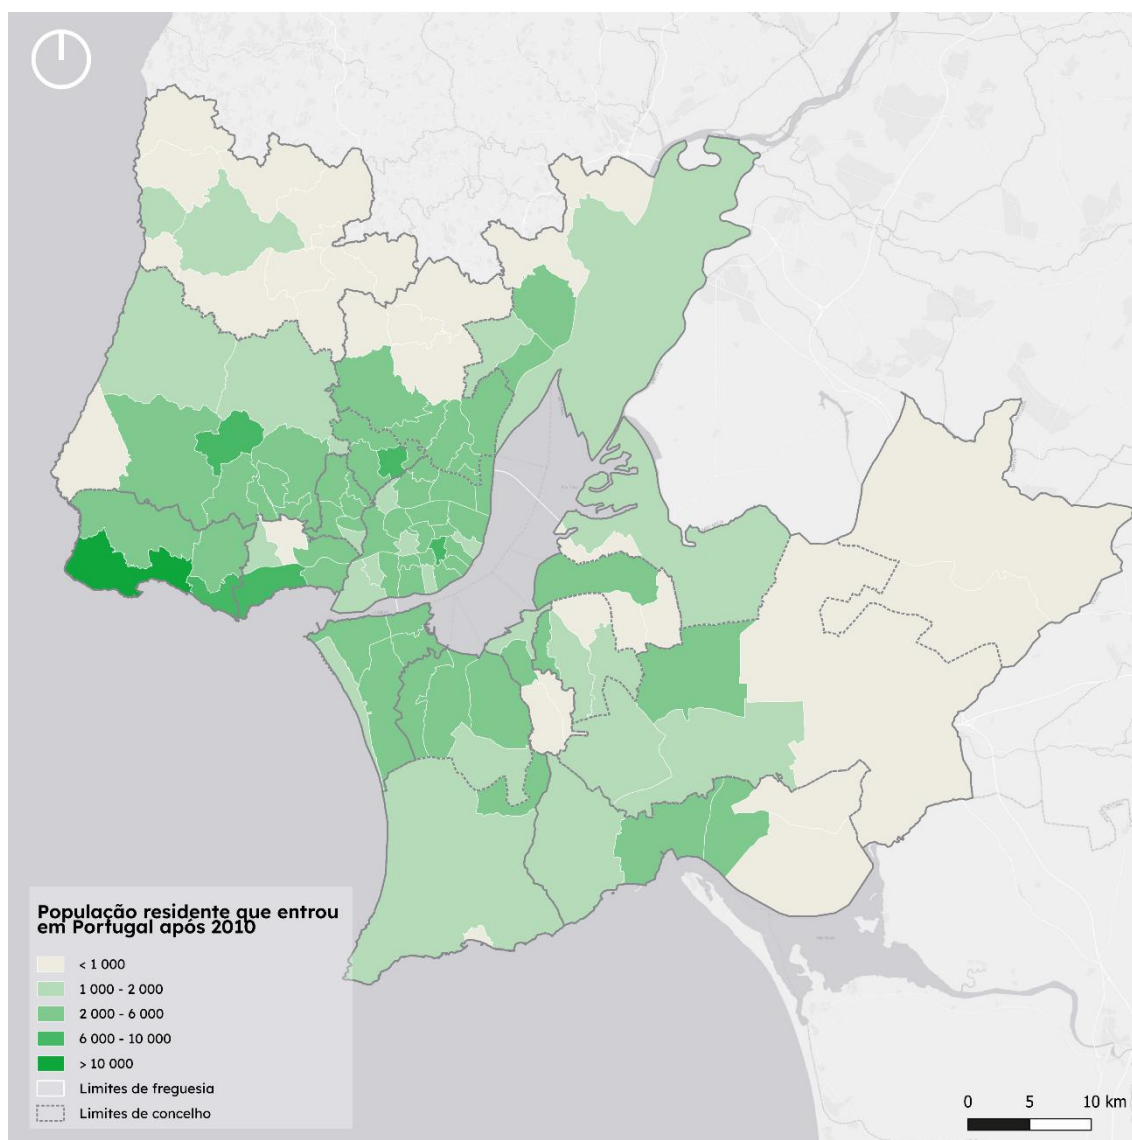 População residente que entrou
em Portugal após 2010
< 1 000
1 000 - 2 000
2 000 - 6 000
6 000 - 10 000
> 10 000
Limites de freguesia
Limites de concelho
0 5 10 km